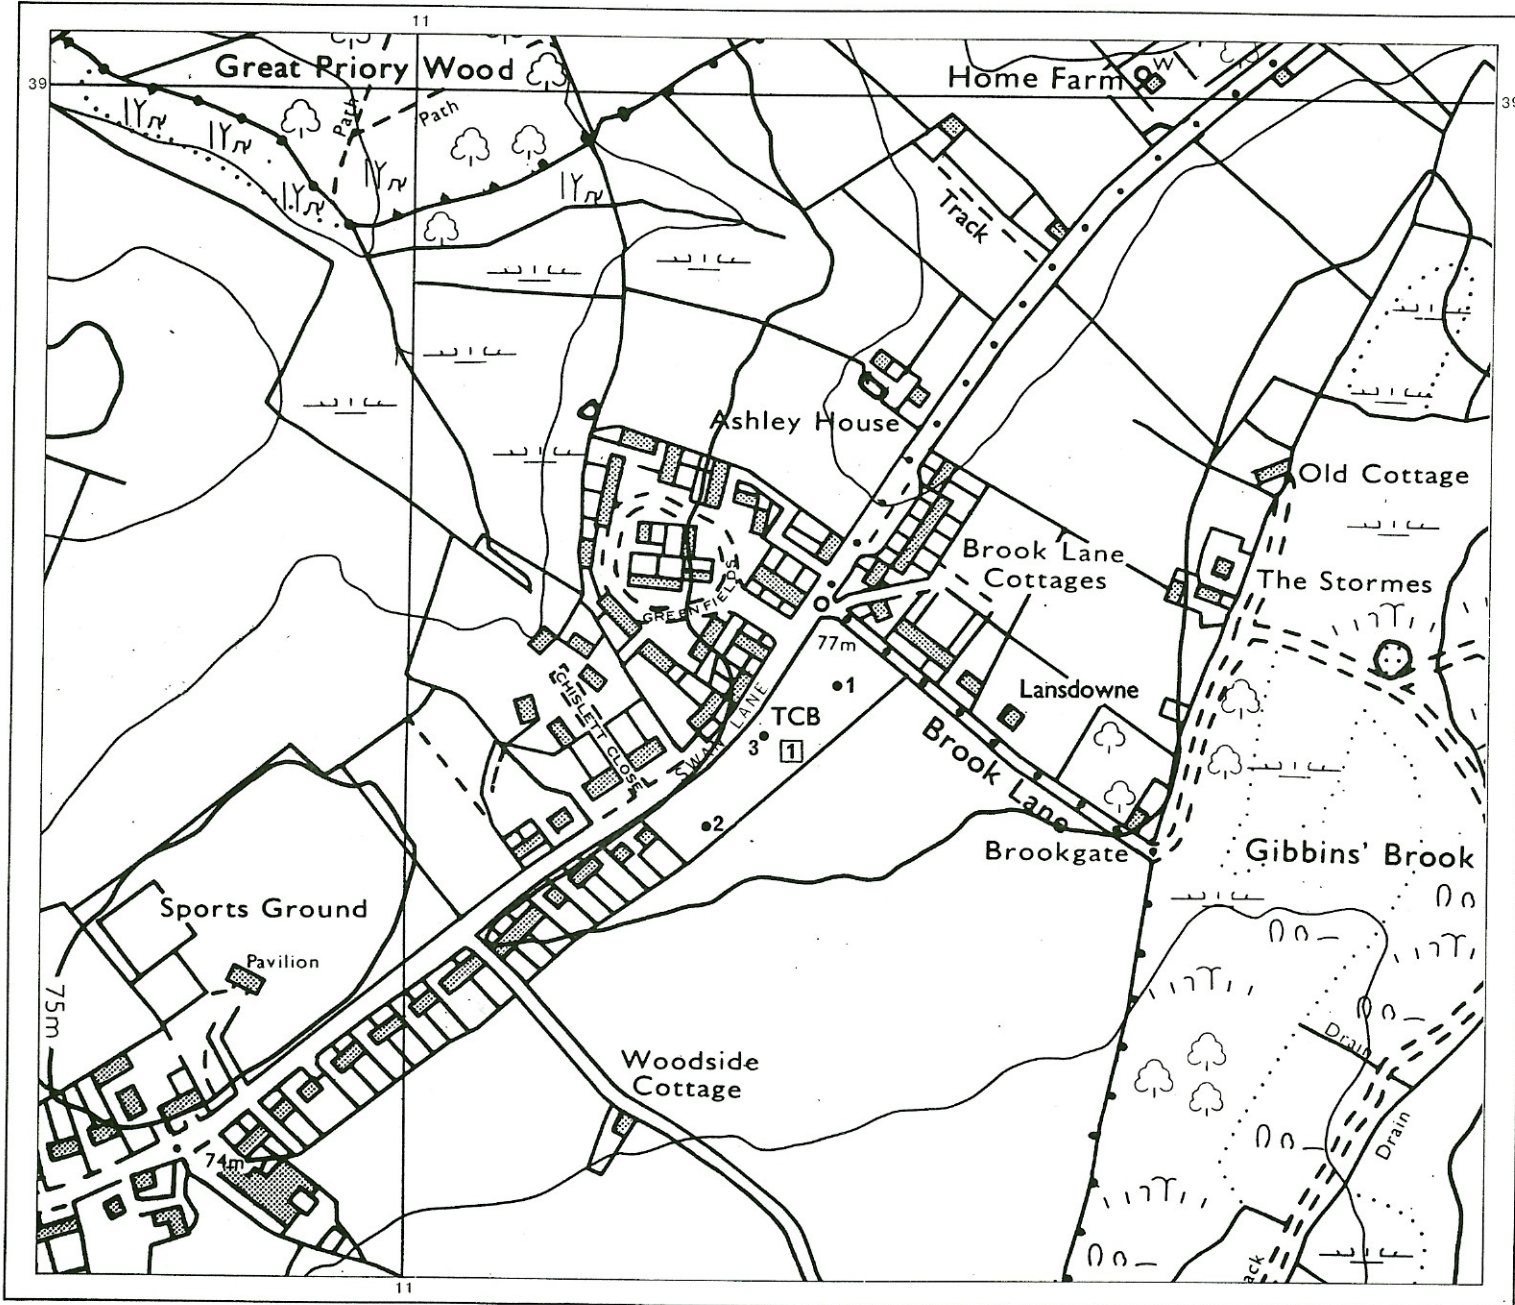 11
39
Great Priory Wood
Path
Path
Home Farm
W
39
Track
Ashley House
Old Cottage
Brook Lane
Cottages
The Stormes
GREENFIELDS
77m
1
Lansdowne
CHISLETT CLOSE
SWAN LANE
TCB
3
1
2
Brook Lane
Brookgate
Gibbins' Brook
Sports Ground
Pavilion
75m
Drain
Woodside
Cottage
Drain
74m
ack
11